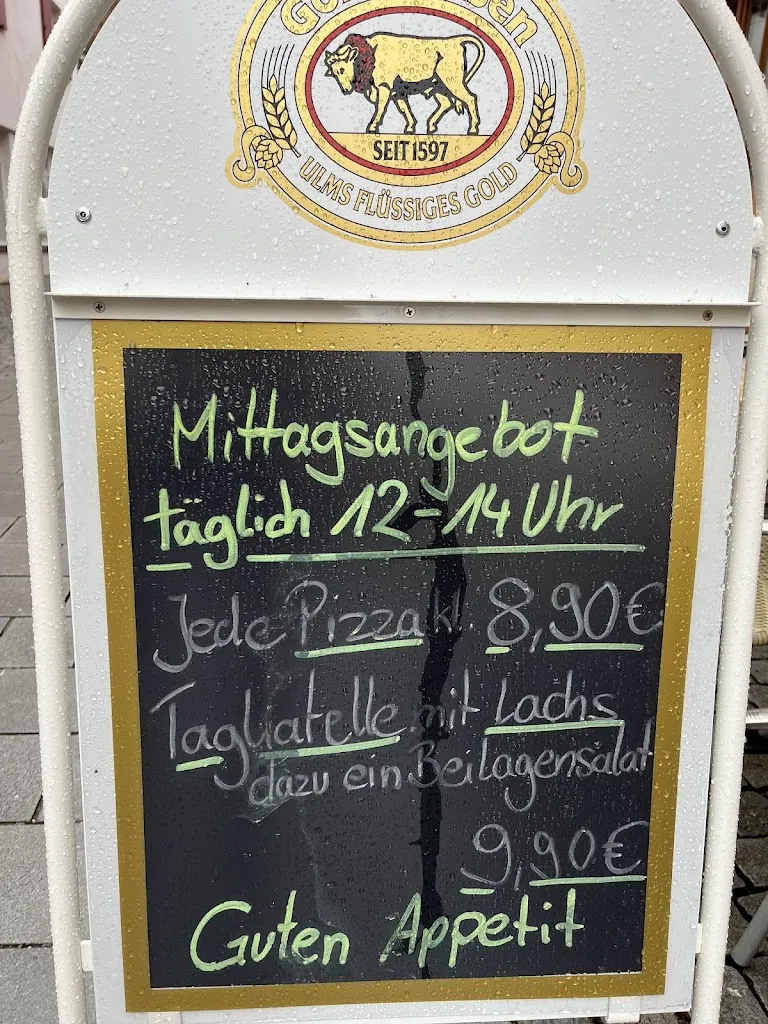 SEIT 1597
ULMS FLÜSSIGES GOLD
Mittagsangebot
täglich 12-14 Uhr
Jede Pizza kl. 8,90€
Tagliatelle mit Lachs
dazu ein Beilagensalat
9,90€
Guten Appetit